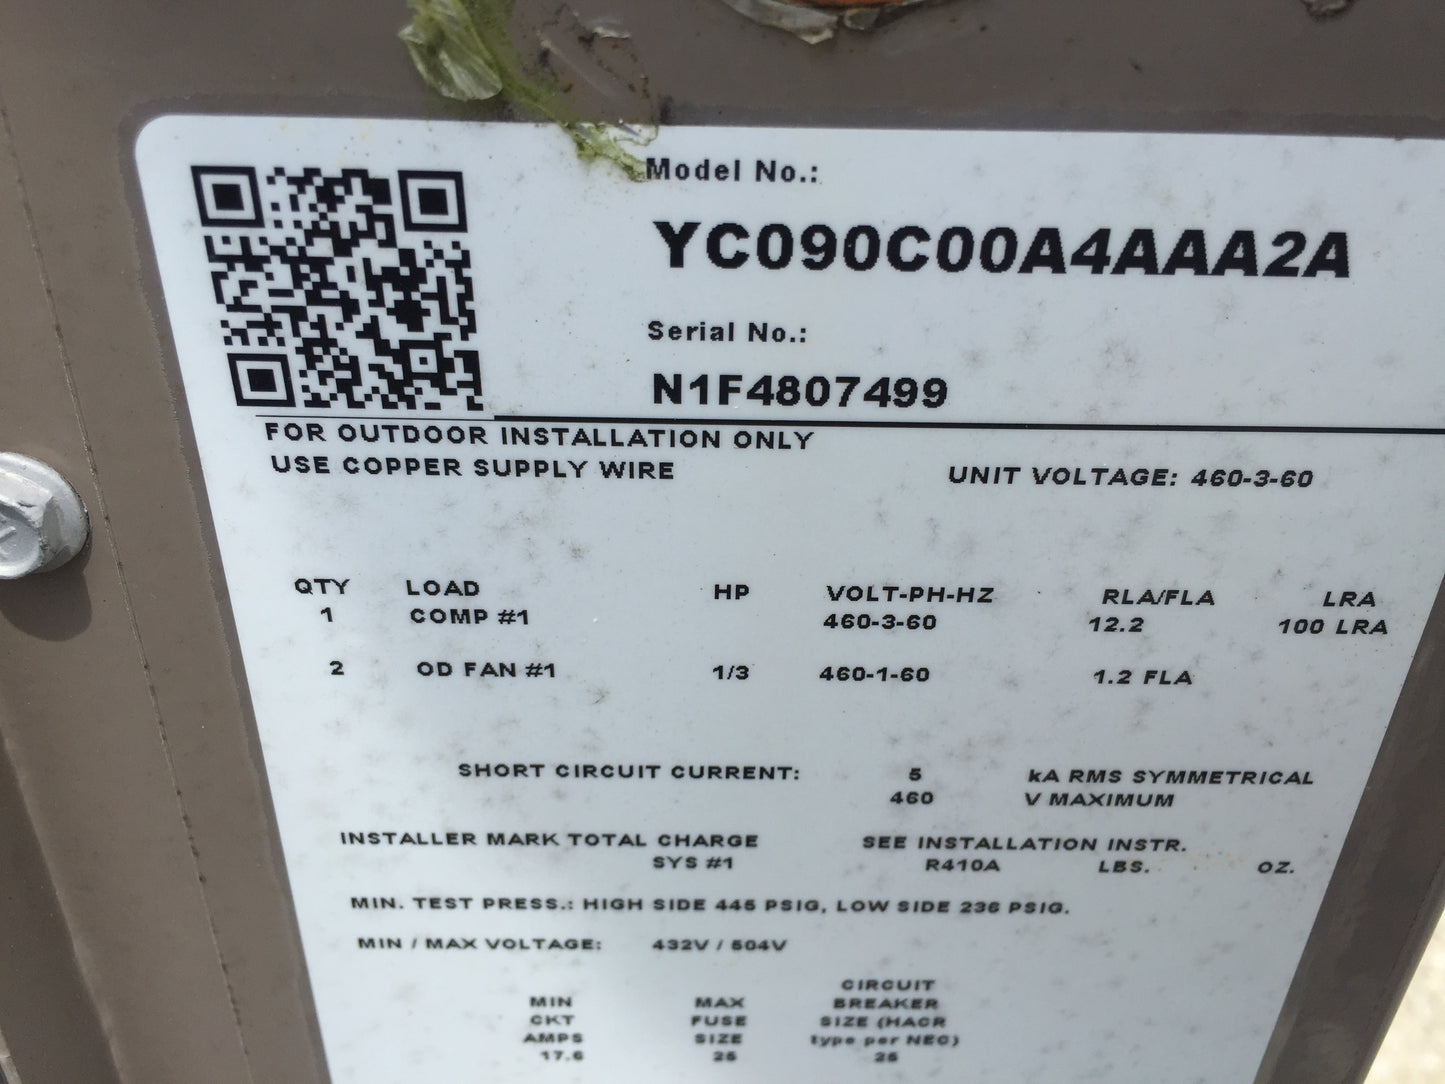 Model No.:
YC090C00A4AAA2A
Serial No.:
N1F4807499
FOR OUTDOOR INSTALLATION ONLY
USE COPPER SUPPLY WIRE
UNIT VOLTAGE: 460-3-60
QTY LOAD HP VOLT-PH-HZ RLA/FLA LRA
1 COMP #1 460-3-60 12.2 100 LRA
2 OD FAN #1 1/3 460-1-60 1.2 FLA
SHORT CIRCUIT CURRENT: 5 kA RMS SYMMETRICAL
460 V MAXIMUM
INSTALLER MARK TOTAL CHARGE SEE INSTALLATION INSTR.
SYS #1 R410A LBS. OZ.
MIN. TEST PRESS.: HIGH SIDE 445 PSIG, LOW SIDE 236 PSIG.
MIN / MAX VOLTAGE: 432V / 504V
CIRCUIT
MIN MAX BREAKER
CKT FUSE SIZE (HACR
AMPS SIZE type per NEC)
17.6 25 25